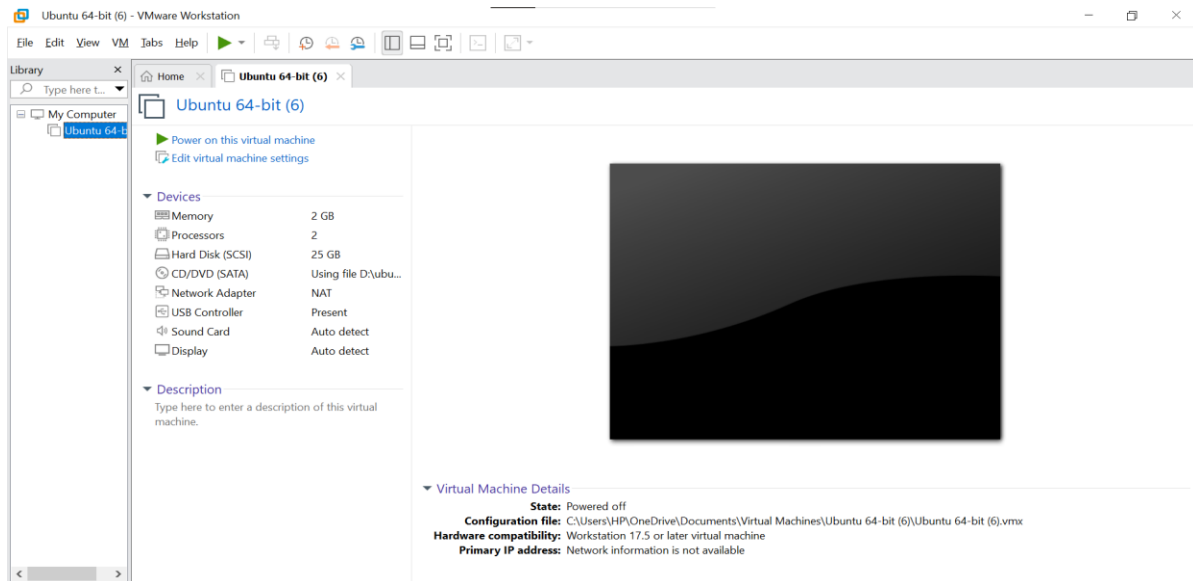 Ubuntu 64-bit (6) - VMware Workstation
File Edit View VM Tabs Help
Library
Type here t...
My Computer
Ubuntu 64-b
Home
Ubuntu 64-bit (6)
Ubuntu 64-bit (6)
Power on this virtual machine
Edit virtual machine settings
Devices
Memory 2 GB
Processors 2
Hard Disk (SCSI) 25 GB
CD/DVD (SATA) Using file D:\ubu...
Network Adapter NAT
USB Controller Present
Sound Card Auto detect
Display Auto detect
Description
Type here to enter a description of this virtual
machine.
Virtual Machine Details
State: Powered off
Configuration file: C:\Users\HP\OneDrive\Documents\Virtual Machines\Ubuntu 64-bit (6)\Ubuntu 64-bit (6).vmx
Hardware compatibility: Workstation 17.5 or later virtual machine
Primary IP address: Network information is not available